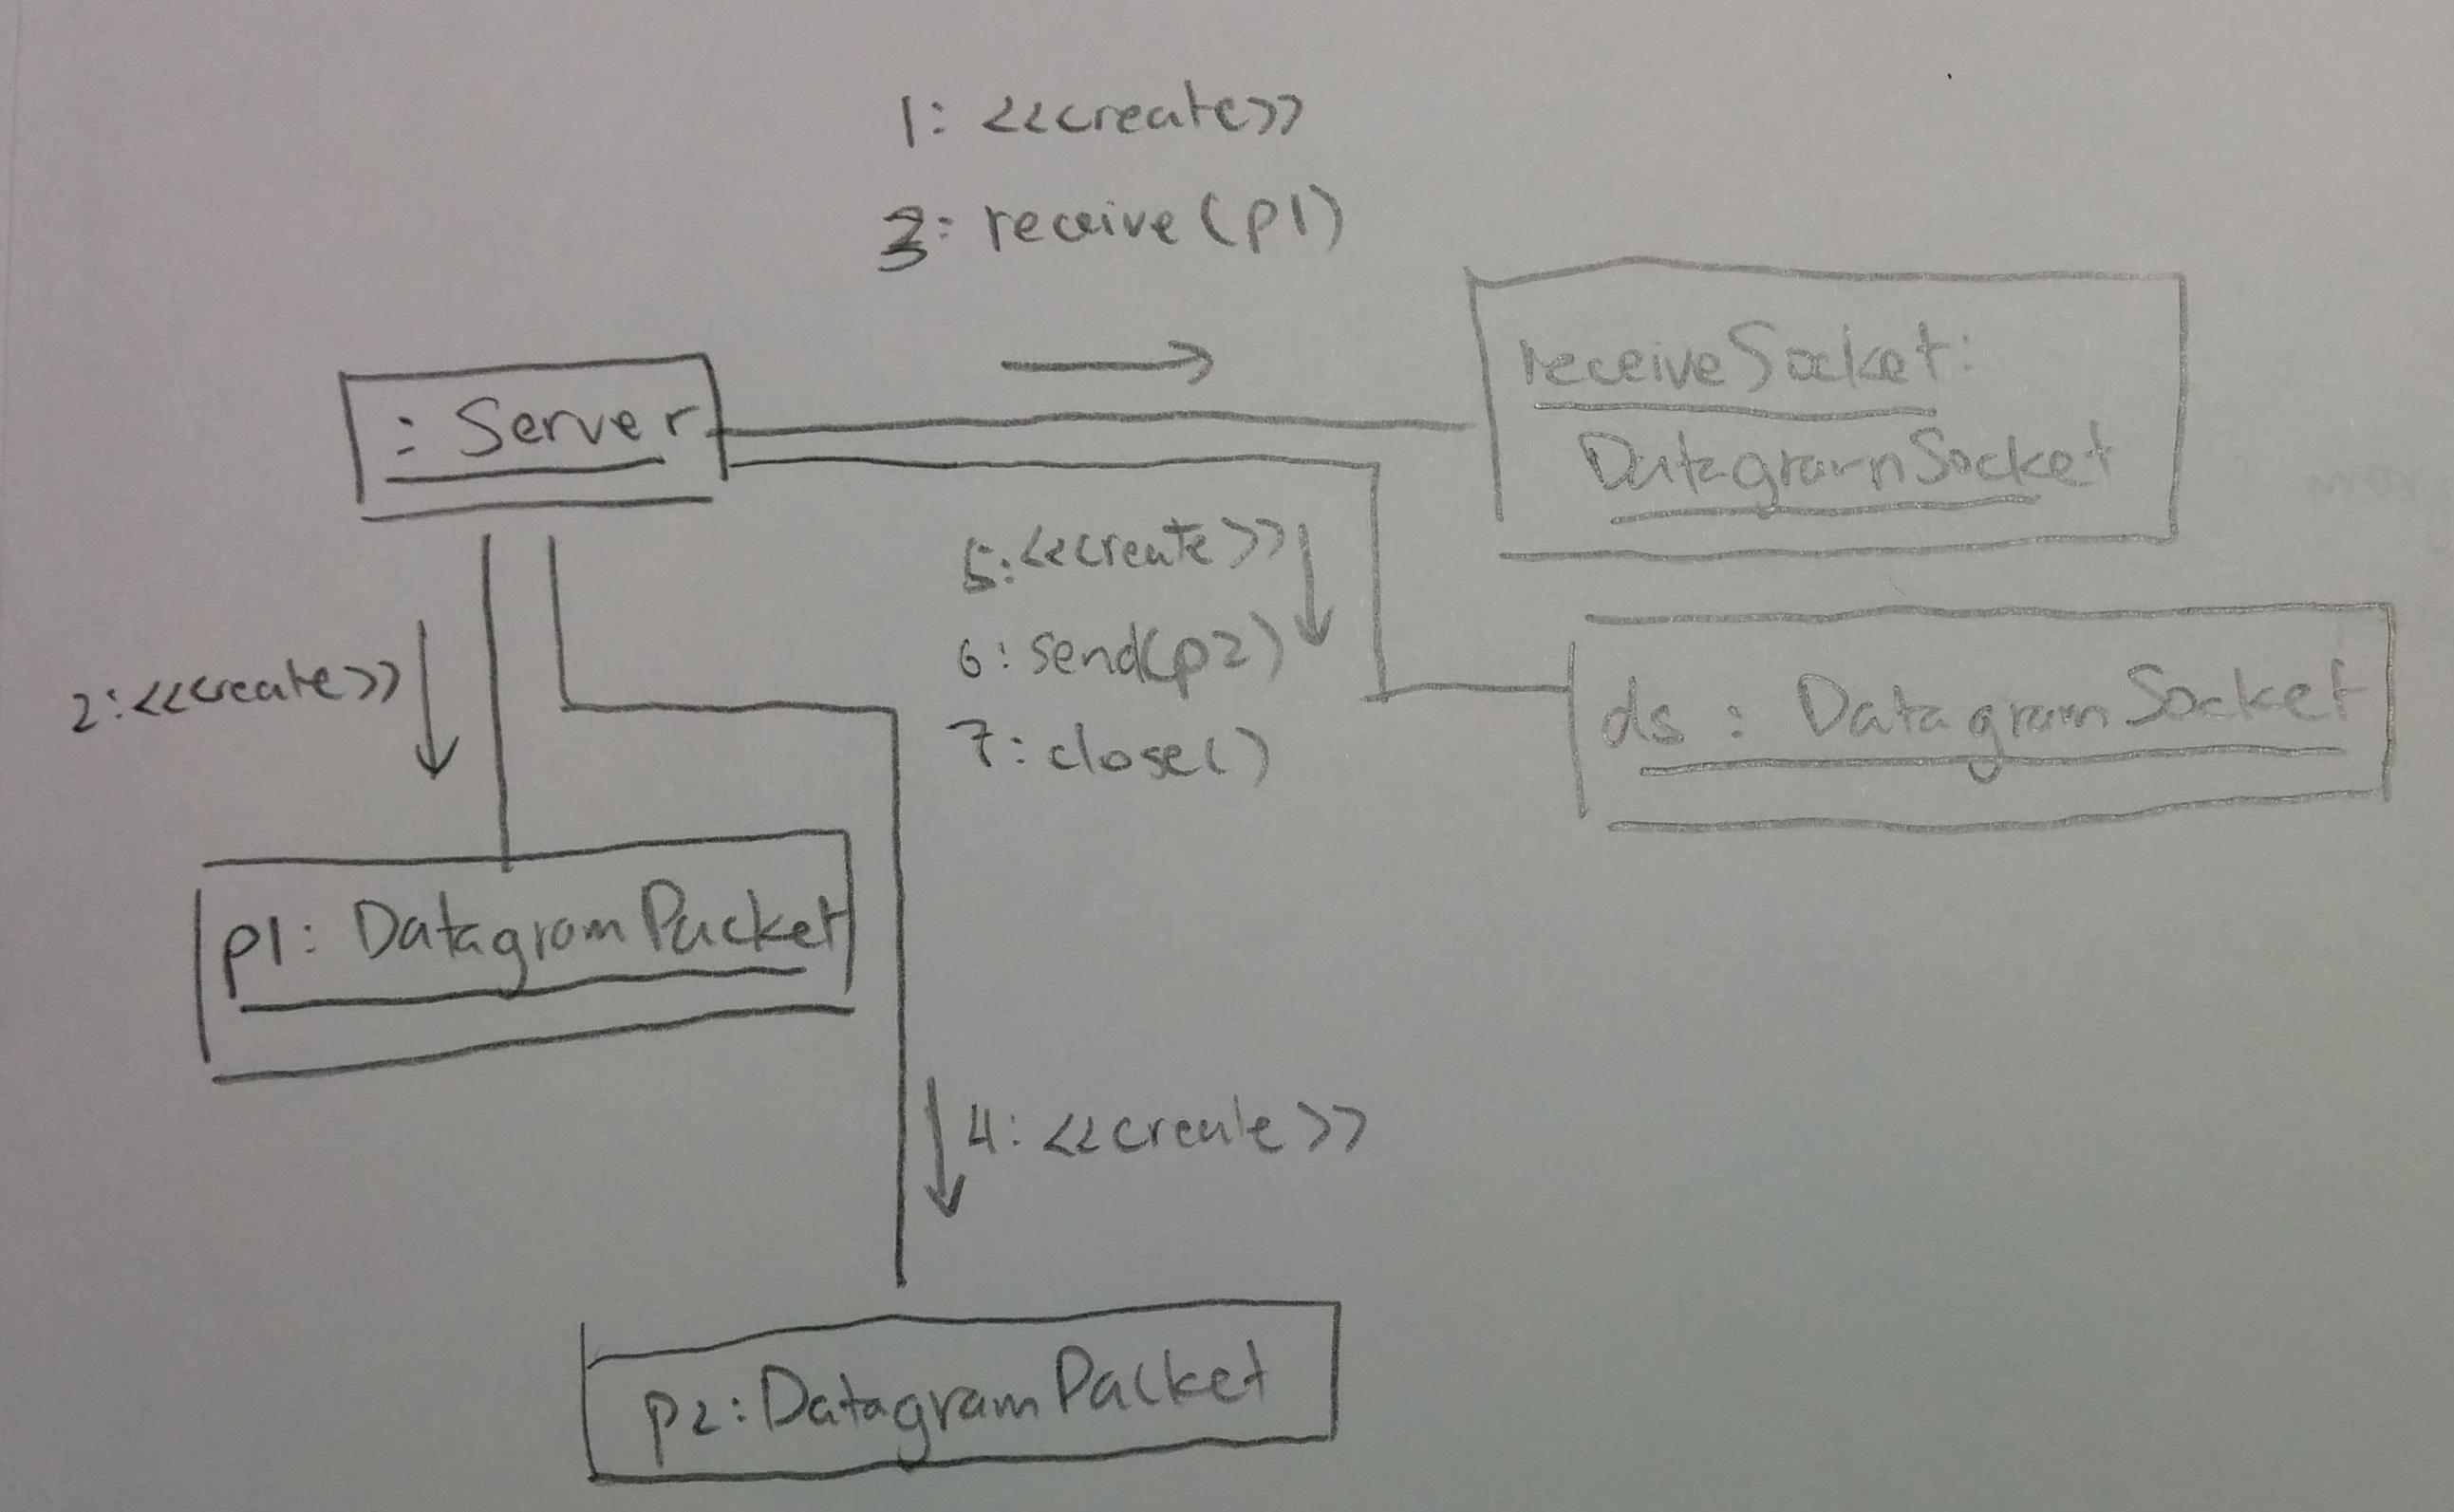 1: <<create>>
3: receive(p1)
receiveSocket:
DatagramSocket
: Server
5: <<create>>
6: send(p2)
7: close()
ds : DatagramSocket
2: <<create>>
p1: DatagramPacket
4: <<create>>
p2: DatagramPacket